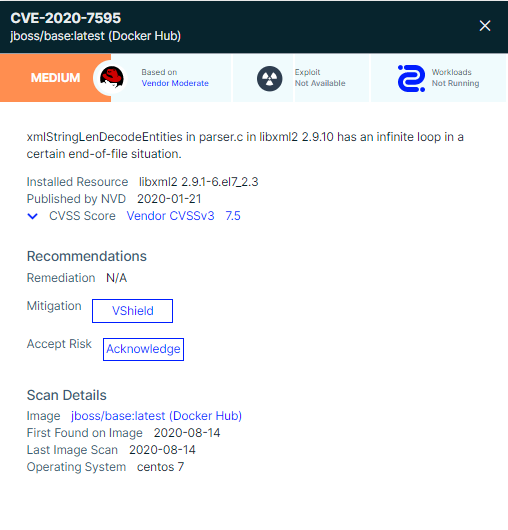 CVE-2020-7595
jboss/base:latest (Docker Hub)
MEDIUM
Based on
Vendor Moderate
Exploit
Not Available
Workloads
Not Running
xmlStringLenDecodeEntities in parser.c in libxml2 2.9.10 has an infinite loop in a
certain end-of-file situation.
Installed Resource libxml2 2.9.1-6.el7_2.3
Published by NVD 2020-01-21
CVSS Score Vendor CVSSv3 7.5
Recommendations
Remediation N/A
Mitigation VShield
Accept Risk Acknowledge
Scan Details
Image jboss/base:latest (Docker Hub)
First Found on Image 2020-08-14
Last Image Scan 2020-08-14
Operating System centos 7